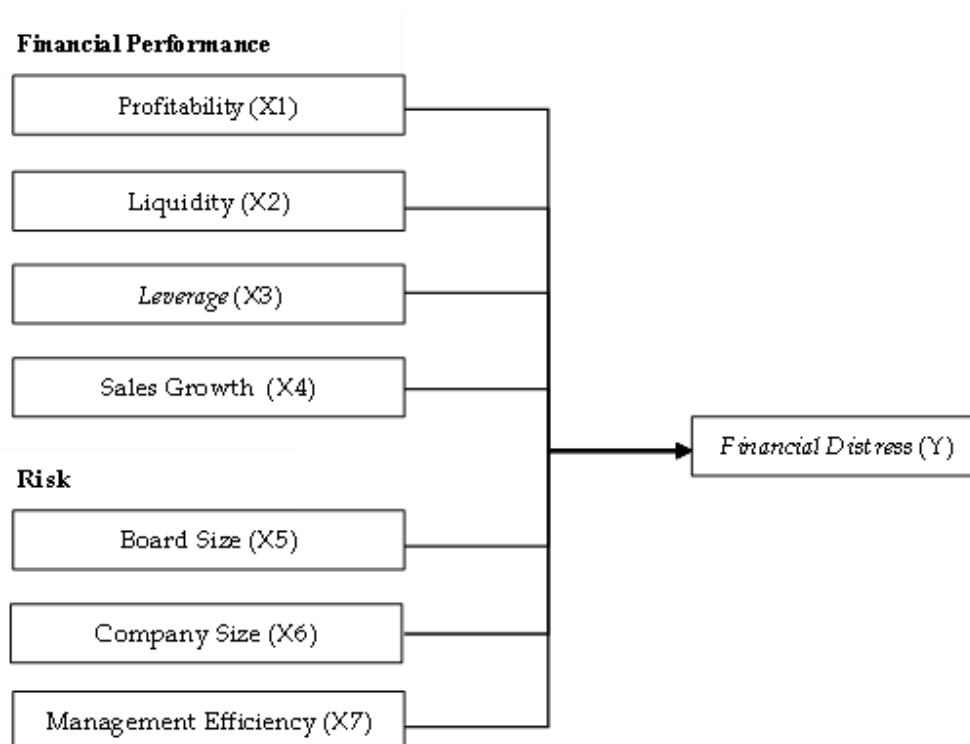 Financial Performance
Profitability (X1)
Liquidity (X2)
Leverage (X3)
Sales Growth (X4)
Financial Distress (Y)
Risk
Board Size (X5)
Company Size (X6)
Management Efficiency (X7)